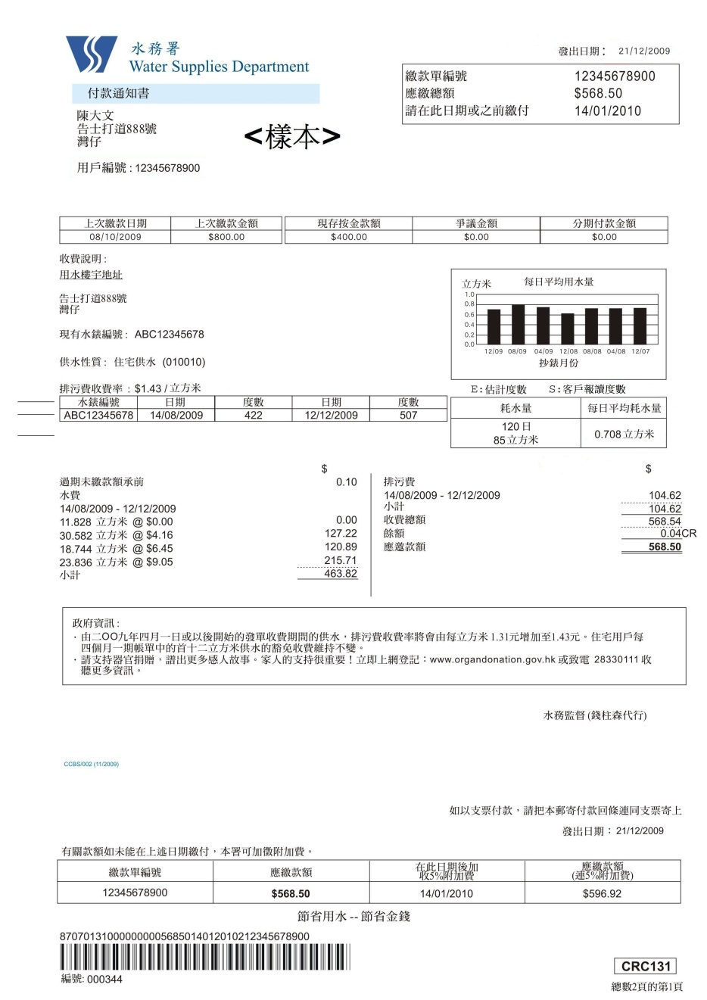 水務署
Water Supplies Department
付款通知書
陳大文
告士打道888號
灣仔
用戶編號 : 12345678900
<樣本>
發出日期： 21/12/2009
繳款單編號 12345678900
應繳總額 $568.50
請在此日期或之前繳付 14/01/2010
上次繳款日期 上次繳款金額 現存按金款額 爭議金額 分期付款金額
08/10/2009 $800.00 $400.00 $0.00 $0.00
收費說明 :
用水樓宇地址
告士打道888號
灣仔
現有水錶編號 : ABC12345678
供水性質 : 住宅供水 (010010)
排污費收費率 : $1.43 / 立方米
立方米 每日平均用水量
1.0
0.8
0.6
0.4
0.2
0.0
12/09 08/09 04/09 12/08 08/08 04/08 12/07
抄錶月份
E : 估計度數 S : 客戶報讀度數
水錶編號 日期 度數 日期 度數
ABC12345678 14/08/2009 422 12/12/2009 507
耗水量 每日平均耗水量
120 日
85 立方米
0.708 立方米
$
過期未繳款額承前 0.10
水費
14/08/2009 - 12/12/2009
11.828 立方米 @ $0.00 0.00
30.582 立方米 @ $4.16 127.22
18.744 立方米 @ $6.45 120.89
23.836 立方米 @ $9.05 215.71
小計 463.82
$
排污費
14/08/2009 - 12/12/2009 104.62
小計 104.62
收費總額 568.54
餘額 0.04CR
應邀款額 568.50
政府資訊 :
· 由二OO九年四月一日或以後開始的發單收費期間的供水，排污費收費率將會由每立方米 1.31元增加至1.43元。住宅用戶每
四個月一期帳單中的首十二立方米供水的豁免收費維持不變。
· 請支持器官捐贈，譜出更多感人故事。家人的支持很重要！立即上網登記：www.organdonation.gov.hk 或致電 28330111 收
聽更多資訊。
水務監督 (錢柱森代行)
CCBS/002 (11/2009)
如以支票付款，請把本郵寄付款回條連同支票寄上
發出日期： 21/12/2009
有關款額如未能在上述日期繳付，本署可加徵附加費。
繳款單編號 應繳款額 在此日期後加收5%附加費 應繳款額(連5%附加費)
12345678900 $568.50 14/01/2010 $596.92
節省用水 -- 節省金錢
87070131000000000568501401201021234567890​0
編號: 000344
CRC131
總數2頁的第1頁